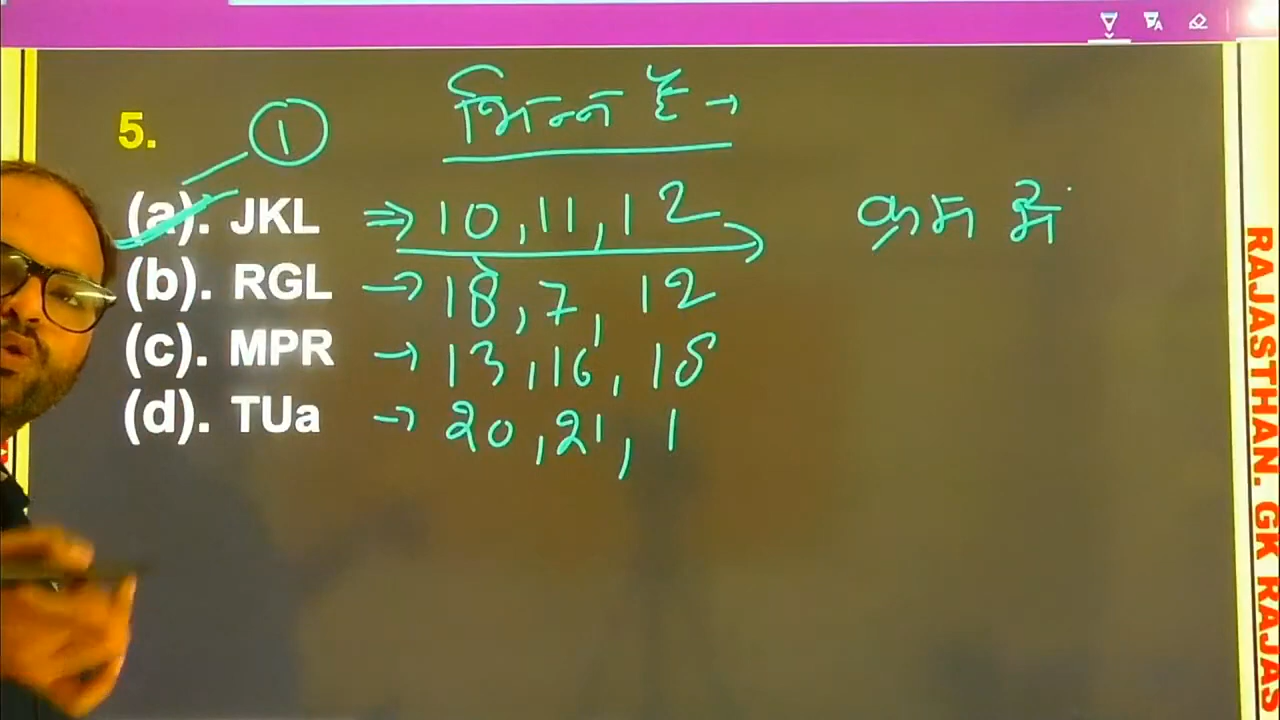 5. ① भिन्न है →
(a). JKL ⇒ 10, 11, 12 क्रम में
(b). RGL → 18, 7, 12
(c). MPR → 13, 16, 18
(d). TUa → 20, 21, 1
RAJASTHAN. GK RAJAS